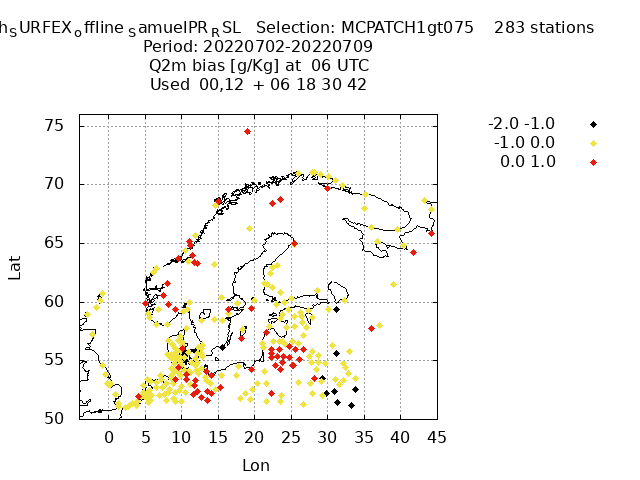 h_SURFEX_offline_SamuelPR_R_SL Selection: MCPATCH1gt075 283 stations
Period: 20220702-20220709
Q2m bias [g/Kg] at 06 UTC
Used 00,12 + 06 18 30 42
-2.0 -1.0
-1.0 0.0
0.0 1.0
75
70
65
60
55
50
Lat
0 5 10 15 20 25 30 35 40 45
Lon